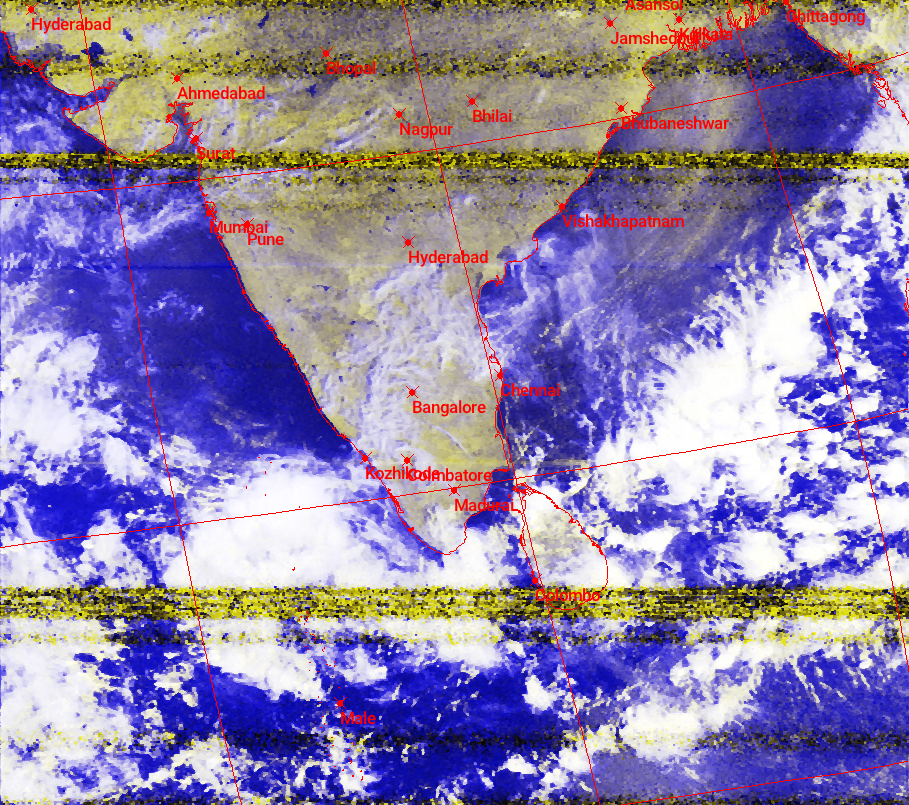 Asansol
Hyderabad
Chittagong
Jamshedpur
Kolkata
Bhopal
Ahmedabad
Bhilai
Nagpur
Bhubaneshwar
Surat
Vishakhapatnam
Mumbai
Pune
Hyderabad
Chennai
Bangalore
Kozhikode
Coimbatore
Madurai
Colombo
Male